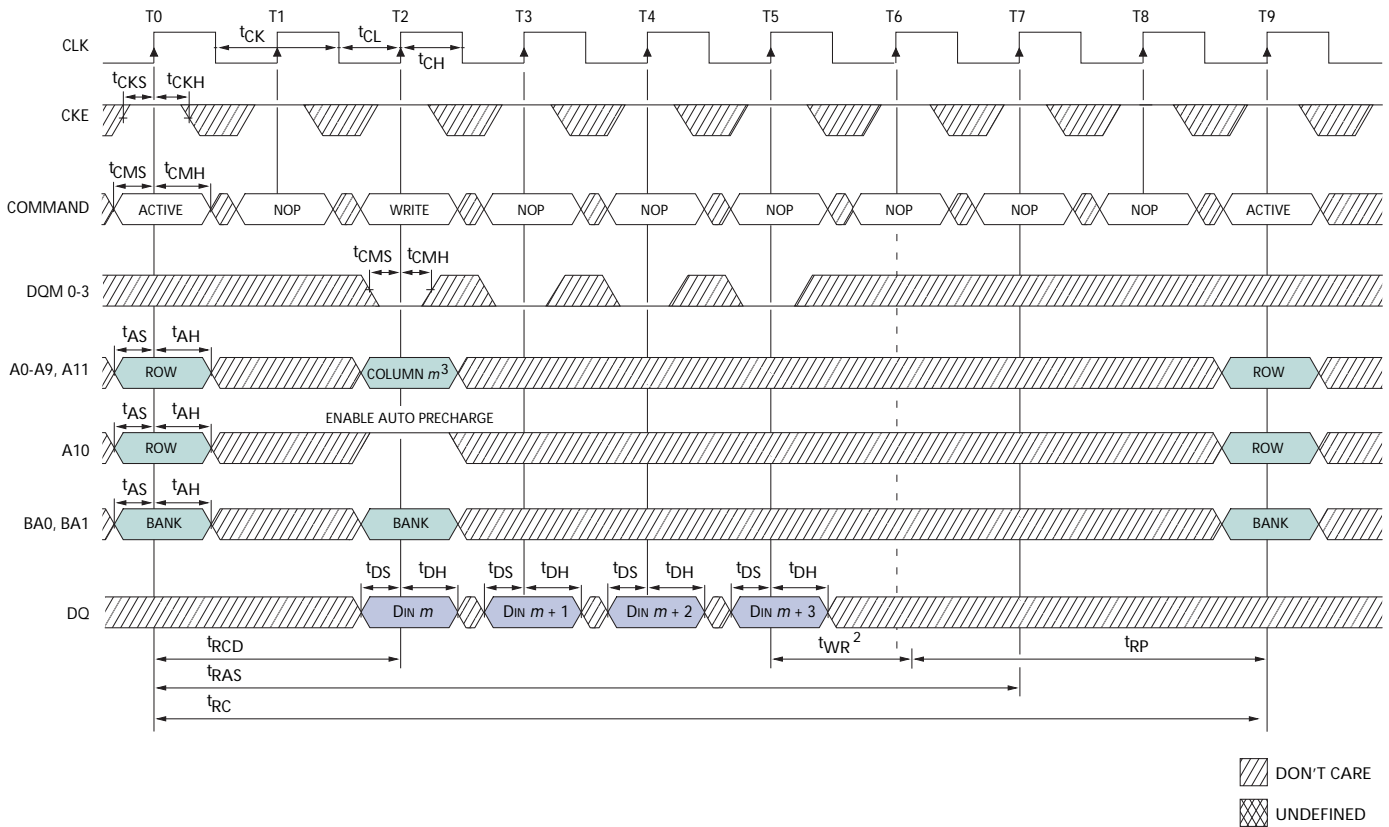 T0 T1 T2 T3 T4 T5 T6 T7 T8 T9
CLK tCK tCL tCH
tCKS tCKH
CKE
tCMS tCMH
COMMAND ACTIVE NOP WRITE NOP NOP NOP NOP NOP NOP ACTIVE
tCMS tCMH
DQM 0-3
tAS tAH
A0-A9, A11 ROW COLUMN m³ ROW
ENABLE AUTO PRECHARGE
tAS tAH
A10 ROW ROW
tAS tAH
BA0, BA1 BANK BANK BANK
tDS tDH tDS tDH tDS tDH tDS tDH
DQ DIN m DIN m + 1 DIN m + 2 DIN m + 3
tRCD tWR² tRP
tRAS
tRC
DON'T CARE
UNDEFINED